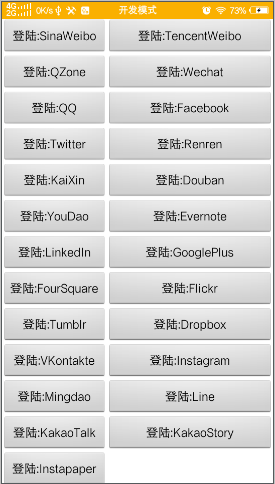 4G 2G 0K/s 开发模式 73%
登陆:SinaWeibo 登陆:TencentWeibo
登陆:QZone 登陆:Wechat
登陆:QQ 登陆:Facebook
登陆:Twitter 登陆:Renren
登陆:KaiXin 登陆:Douban
登陆:YouDao 登陆:Evernote
登陆:LinkedIn 登陆:GooglePlus
登陆:FourSquare 登陆:Flickr
登陆:Tumblr 登陆:Dropbox
登陆:VKontakte 登陆:Instagram
登陆:Mingdao 登陆:Line
登陆:KakaoTalk 登陆:KakaoStory
登陆:Instapaper